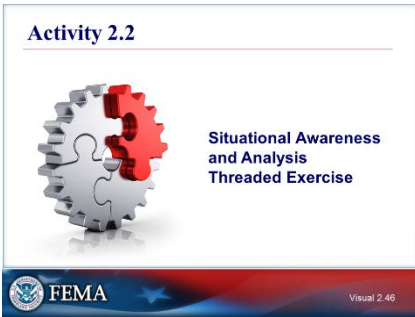 Activity 2.2
Situational Awareness
and Analysis
Threaded Exercise
FEMA
Visual 2.46